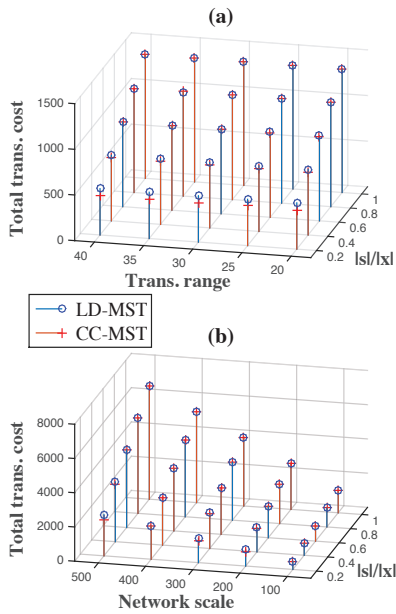 (a)
Total trans. cost
1500
1000
500
0
40
35
30
25
20
Trans. range
0.2
0.4
0.6
0.8
1
|s|/|x|
LD-MST
CC-MST
(b)
Total trans. cost
8000
6000
4000
2000
0
500
400
300
200
100
Network scale
0.2
0.4
0.6
0.8
1
|s|/|x|